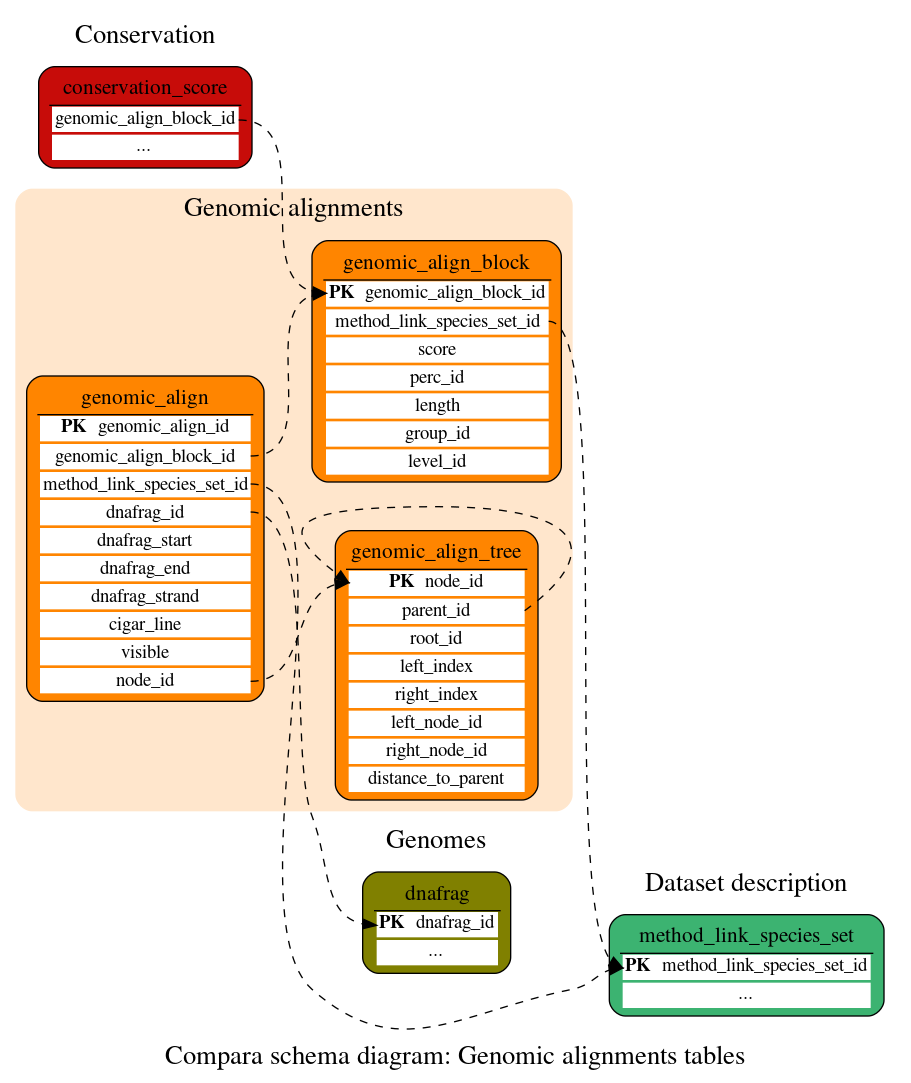 Conservation
conservation_score
genomic_align_block_id
...
Genomic alignments
genomic_align_block
PK genomic_align_block_id
method_link_species_set_id
score
perc_id
length
group_id
level_id
genomic_align
PK genomic_align_id
genomic_align_block_id
method_link_species_set_id
dnafrag_id
dnafrag_start
dnafrag_end
dnafrag_strand
cigar_line
visible
node_id
genomic_align_tree
PK node_id
parent_id
root_id
left_index
right_index
left_node_id
right_node_id
distance_to_parent
Genomes
dnafrag
PK dnafrag_id
...
Dataset description
method_link_species_set
PK method_link_species_set_id
...
Compara schema diagram: Genomic alignments tables